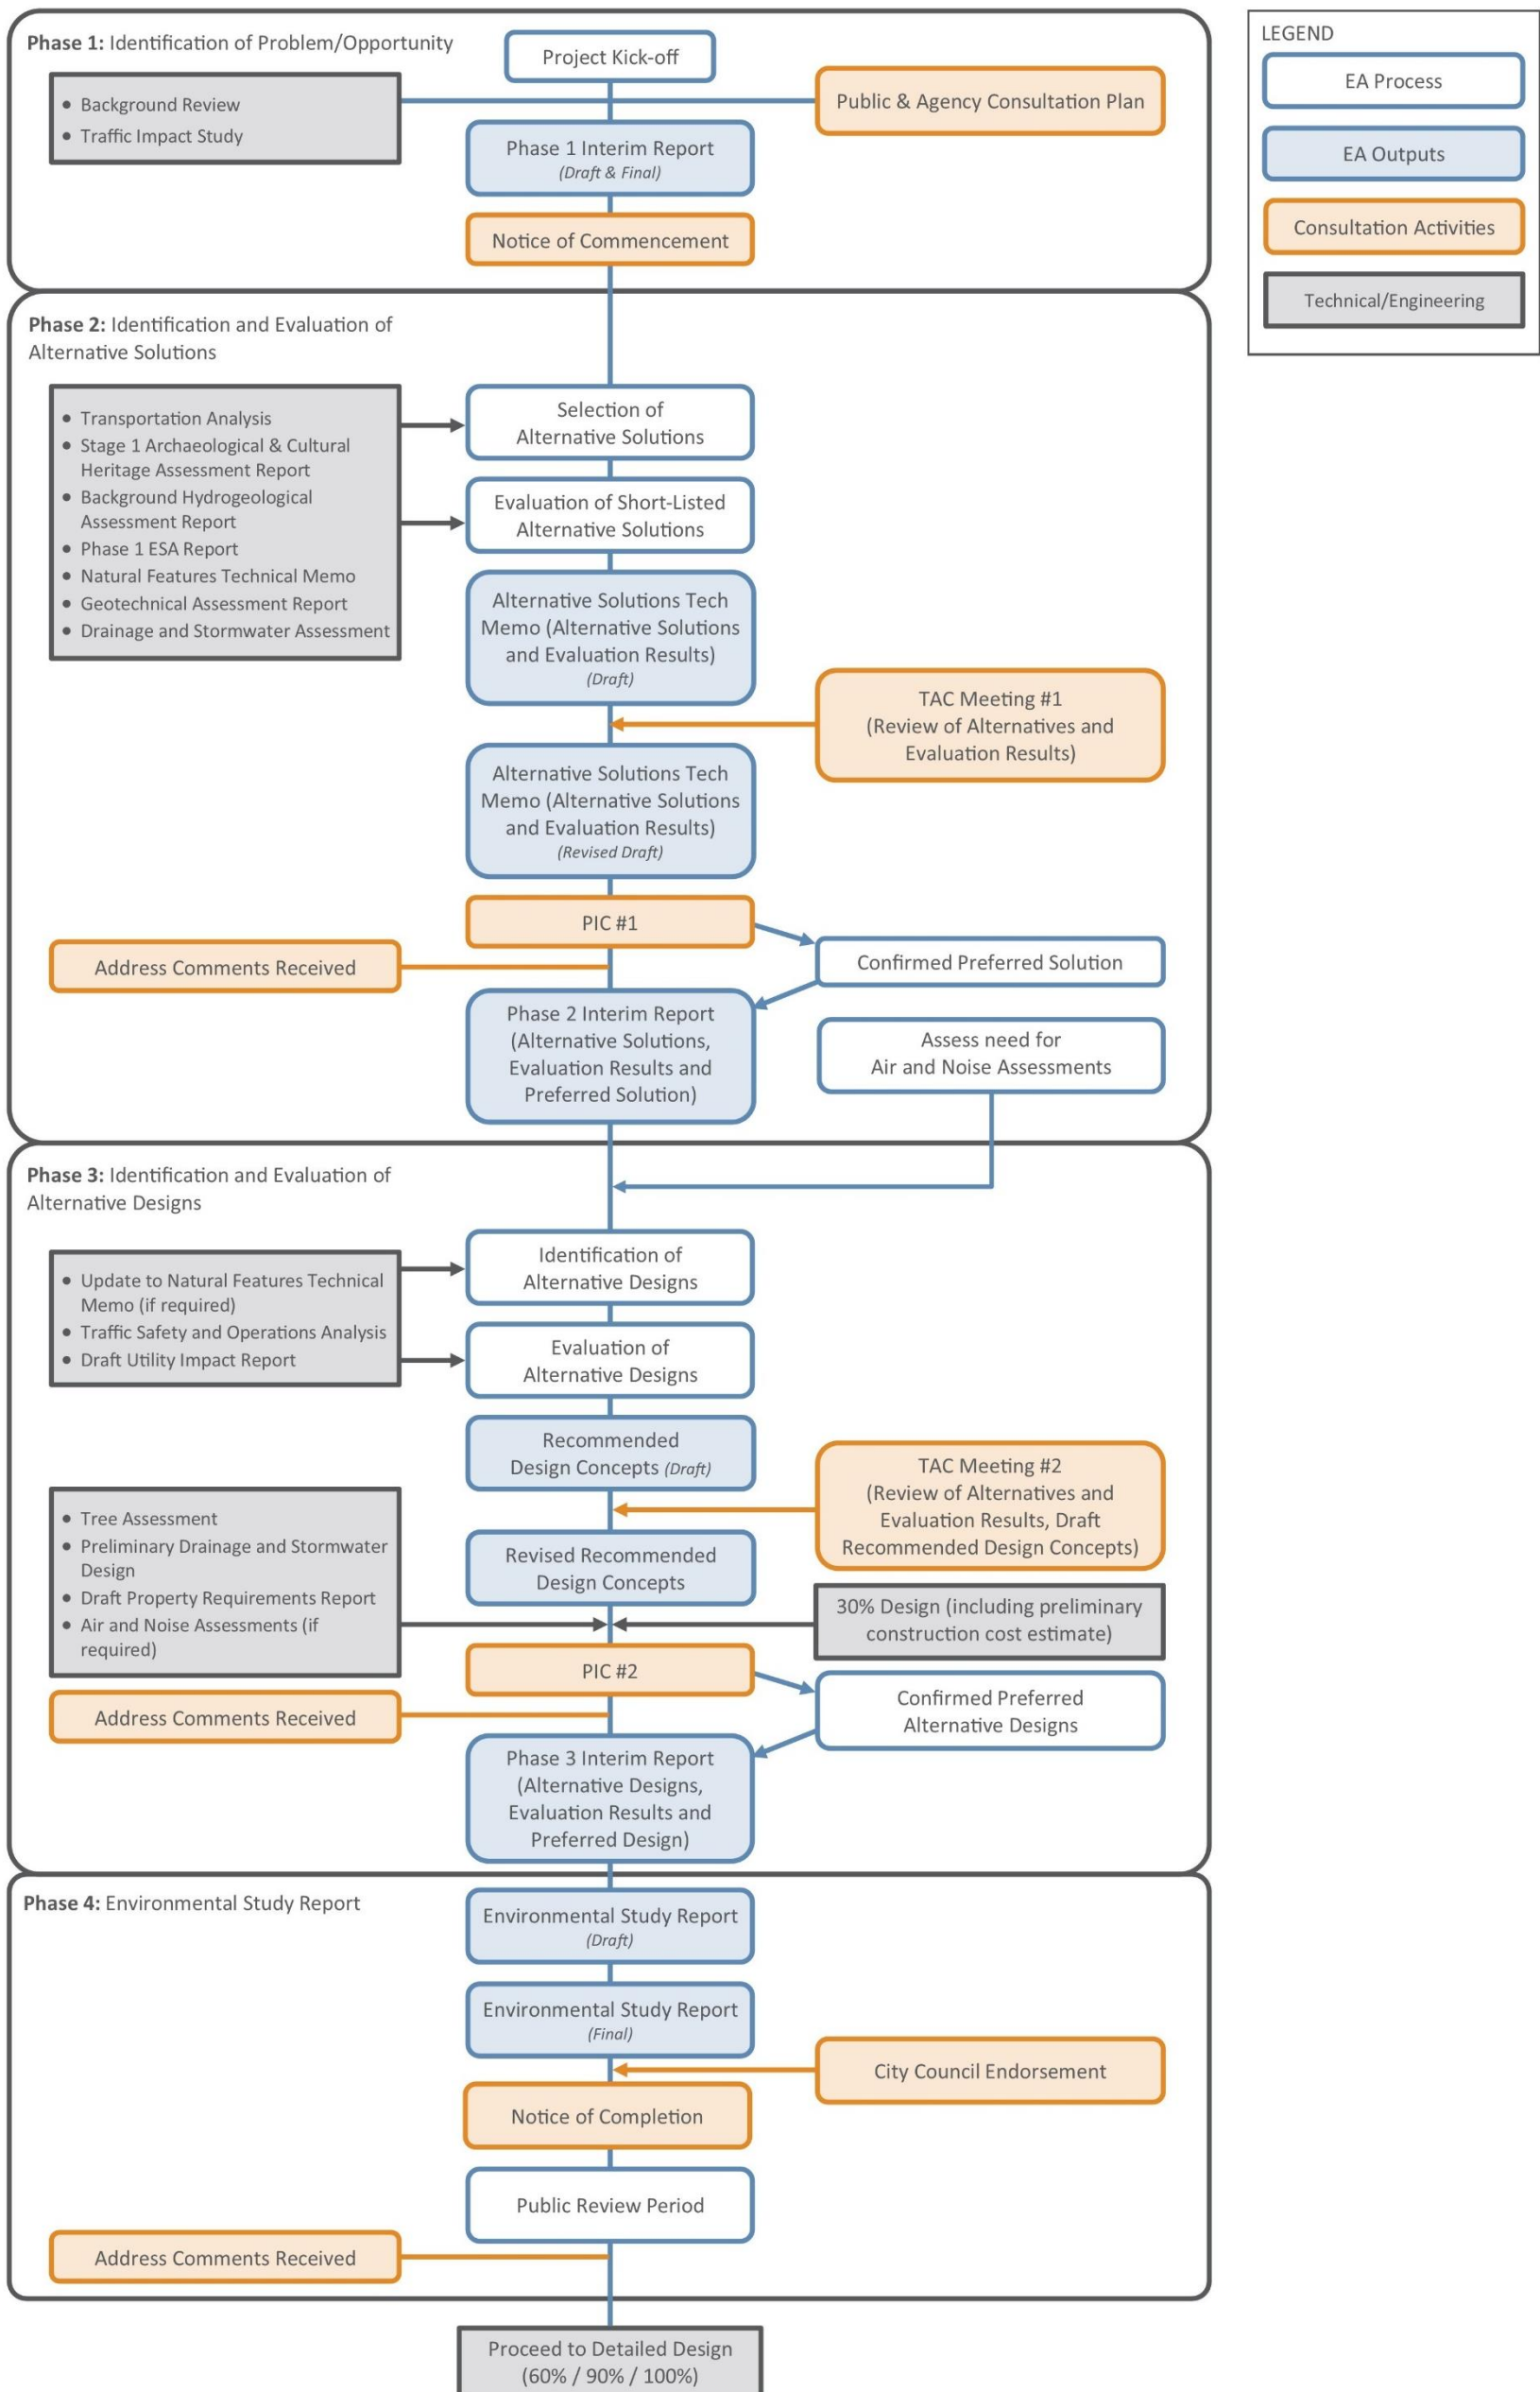 Phase 1: Identification of Problem/Opportunity
Project Kick-off
• Background Review
• Traffic Impact Study
Public & Agency Consultation Plan
Phase 1 Interim Report
(Draft & Final)
Notice of Commencement
LEGEND
EA Process
EA Outputs
Consultation Activities
Technical/Engineering
Phase 2: Identification and Evaluation of
Alternative Solutions
• Transportation Analysis
• Stage 1 Archaeological & Cultural
Heritage Assessment Report
• Background Hydrogeological
Assessment Report
• Phase 1 ESA Report
• Natural Features Technical Memo
• Geotechnical Assessment Report
• Drainage and Stormwater Assessment
Selection of
Alternative Solutions
Evaluation of Short-Listed
Alternative Solutions
Alternative Solutions Tech
Memo (Alternative Solutions
and Evaluation Results)
(Draft)
TAC Meeting #1
(Review of Alternatives and
Evaluation Results)
Alternative Solutions Tech
Memo (Alternative Solutions
and Evaluation Results)
(Revised Draft)
PIC #1
Address Comments Received
Confirmed Preferred Solution
Phase 2 Interim Report
(Alternative Solutions,
Evaluation Results and
Preferred Solution)
Assess need for
Air and Noise Assessments
Phase 3: Identification and Evaluation of
Alternative Designs
• Update to Natural Features Technical
Memo (if required)
• Traffic Safety and Operations Analysis
• Draft Utility Impact Report
Identification of
Alternative Designs
Evaluation of
Alternative Designs
Recommended
Design Concepts (Draft)
TAC Meeting #2
(Review of Alternatives and
Evaluation Results, Draft
Recommended Design Concepts)
• Tree Assessment
• Preliminary Drainage and Stormwater
Design
• Draft Property Requirements Report
• Air and Noise Assessments (if
required)
Revised Recommended
Design Concepts
30% Design (including preliminary
construction cost estimate)
PIC #2
Address Comments Received
Confirmed Preferred
Alternative Designs
Phase 3 Interim Report
(Alternative Designs,
Evaluation Results and
Preferred Design)
Phase 4: Environmental Study Report
Environmental Study Report
(Draft)
Environmental Study Report
(Final)
City Council Endorsement
Notice of Completion
Public Review Period
Address Comments Received
Proceed to Detailed Design
(60% / 90% / 100%)